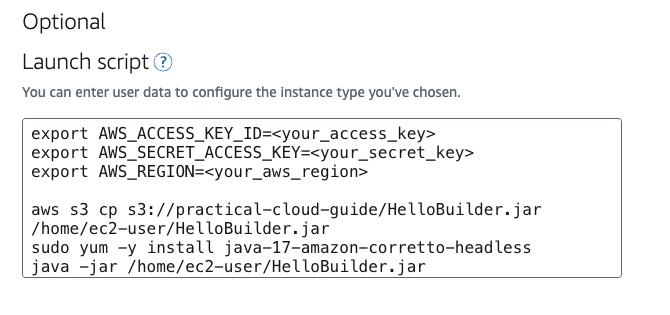 Optional
Launch script ?
You can enter user data to configure the instance type you've chosen.
export AWS_ACCESS_KEY_ID=<your_access_key>
export AWS_SECRET_ACCESS_KEY=<your_secret_key>
export AWS_REGION=<your_aws_region>
aws s3 cp s3://practical-cloud-guide/HelloBuilder.jar
/home/ec2-user/HelloBuilder.jar
sudo yum -y install java-17-amazon-corretto-headless
java -jar /home/ec2-user/HelloBuilder.jar